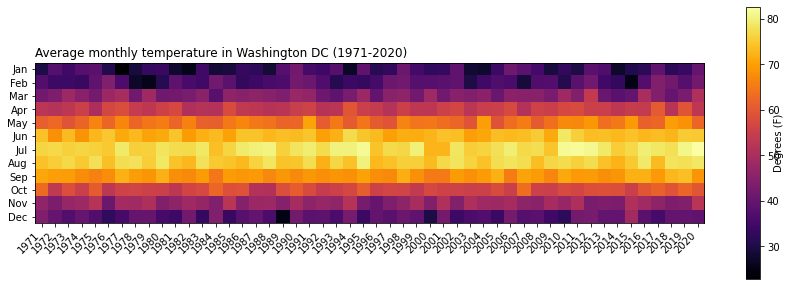 Average monthly temperature in Washington DC (1971-2020)
Jan
Feb
Mar
Apr
May
Jun
Jul
Aug
Sep
Oct
Nov
Dec
1971 1972 1973 1974 1975 1976 1977 1978 1979 1980 1981 1982 1983 1984 1985 1986 1987 1988 1989 1990 1991 1992 1993 1994 1995 1996 1997 1998 1999 2000 2001 2002 2003 2004 2005 2006 2007 2008 2009 2010 2011 2012 2013 2014 2015 2016 2017 2018 2019 2020
80
70
60
50
40
30
Degrees (F)